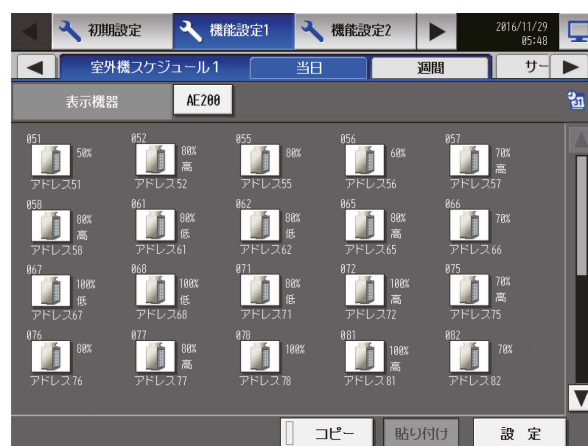 初期設定 機能設定1 機能設定2 2016/11/29
05:48
室外機スケジュール1 当日 週間 サー
表示機器 AE200
051 052 055 056 057
50% 80% 80% 60% 70%
高 高
アドレス51 アドレス52 アドレス55 アドレス56 アドレス57
058 061 062 065 066
80% 80% 80% 80% 70%
高 低 低 高
アドレス58 アドレス61 アドレス62 アドレス65 アドレス66
067 068 071 072 075
100% 100% 80% 100% 70%
低 低 低 高 高
アドレス67 アドレス68 アドレス71 アドレス72 アドレス75
076 077 078 081 082
80% 80% 100% 100% 70%
高 高
アドレス76 アドレス77 アドレス78 アドレス81 アドレス82
コピー 貼り付け 設 定